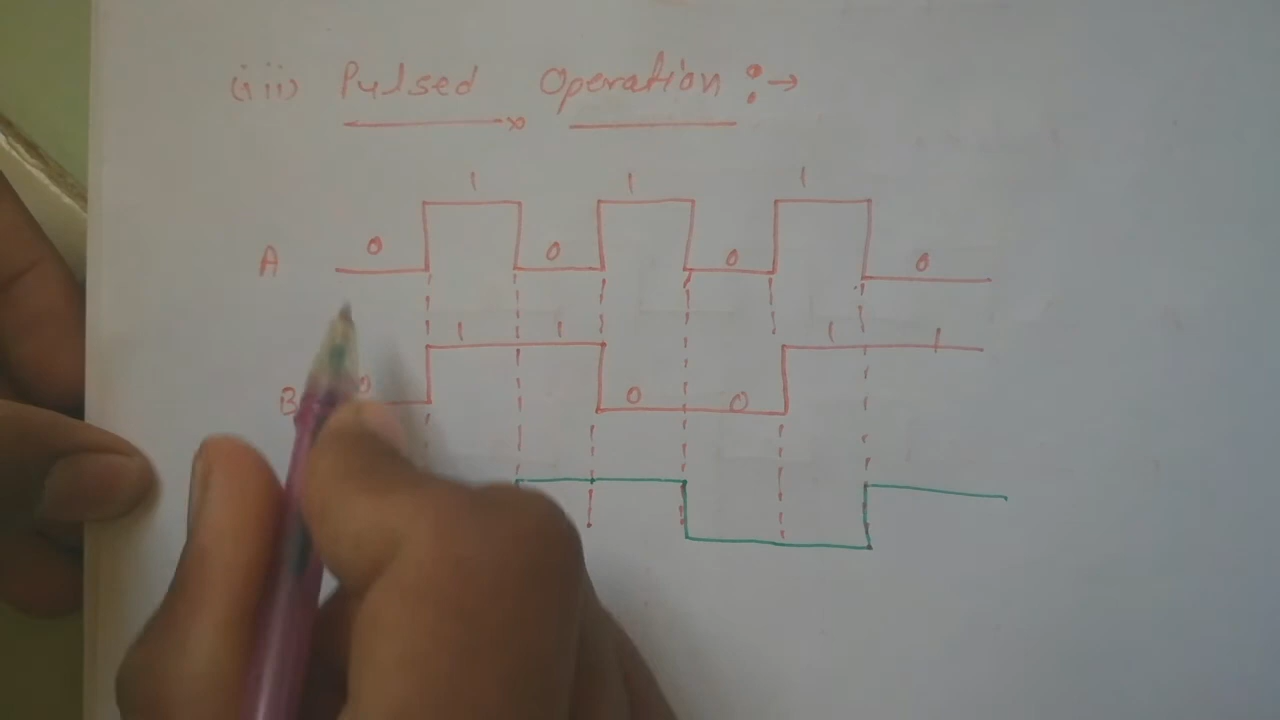 (iii) Pulsed Operation :→
1 1 1
A 0 0 0 0
1 1 1 1
B 0 0 0